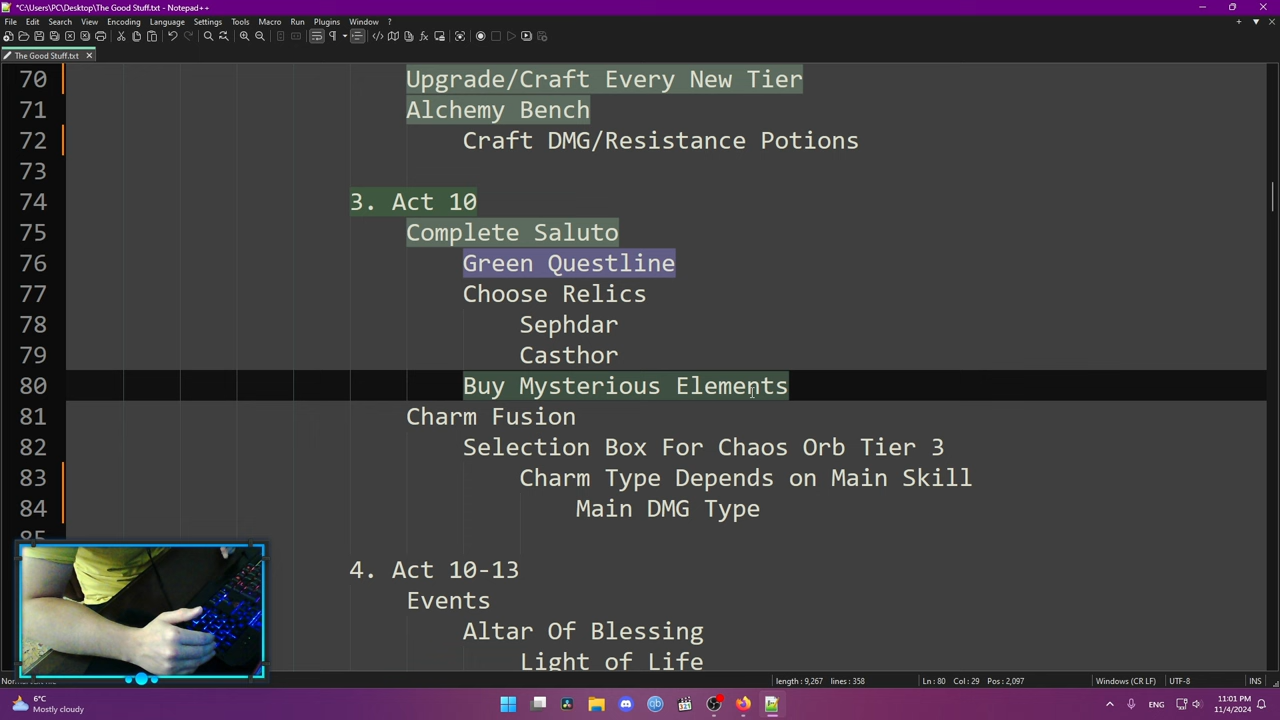 *C:\Users\PC\Desktop\The Good Stuff.txt - Notepad++
File Edit Search View Encoding Language Settings Tools Macro Run Plugins Window ?
The Good Stuff.txt
70 Upgrade/Craft Every New Tier
71 Alchemy Bench
72 Craft DMG/Resistance Potions
73
74 3. Act 10
75 Complete Saluto
76 Green Questline
77 Choose Relics
78 Sephdar
79 Casthor
80 Buy Mysterious Elements
81 Charm Fusion
82 Selection Box For Chaos Orb Tier 3
83 Charm Type Depends on Main Skill
84 Main DMG Type
85
4. Act 10-13
Events
Altar Of Blessing
Light of Life
length : 9,267 lines : 358 Ln : 80 Col : 29 Pos : 2,097 Windows (CR LF) UTF-8 INS
6°C
Mostly cloudy
ENG
11:01 PM
11/4/2024